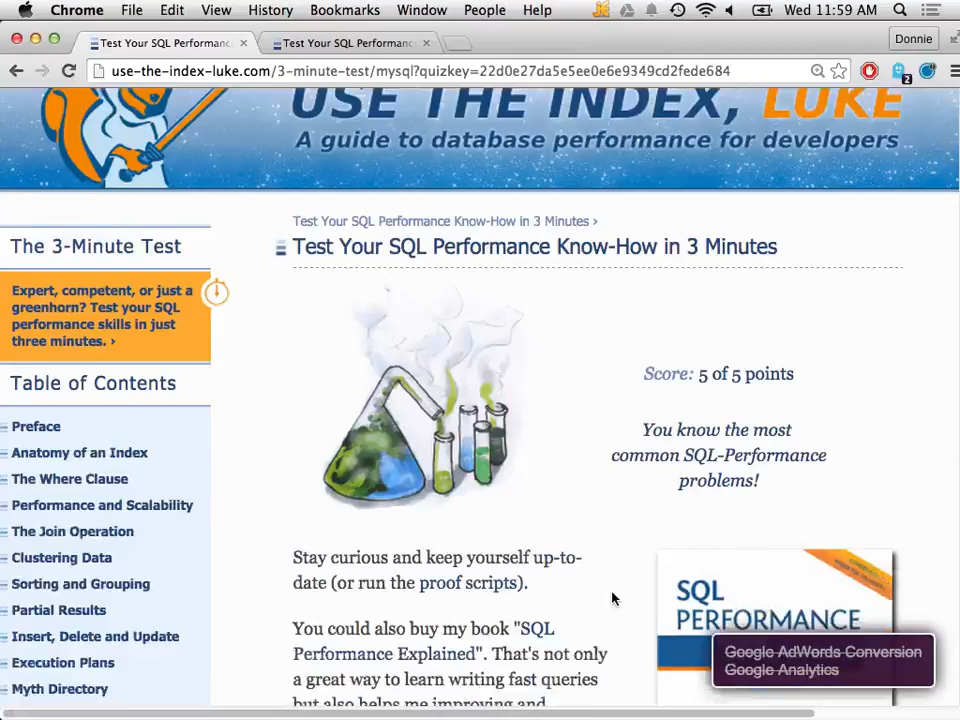 Chrome File Edit View History Bookmarks Window People Help Wed 11:59 AM
Test Your SQL Performanc × Test Your SQL Performanc × Donnie
use-the-index-luke.com/3-minute-test/mysql?quizkey=22d0e27da5e5ee0e6e9349cd2fede684 2
USE THE INDEX, LUKE
A guide to database performance for developers
The 3-Minute Test
Expert, competent, or just a
greenhorn? Test your SQL
performance skills in just
three minutes. ›
Table of Contents
Preface
Anatomy of an Index
The Where Clause
Performance and Scalability
The Join Operation
Clustering Data
Sorting and Grouping
Partial Results
Insert, Delete and Update
Execution Plans
Myth Directory
Test Your SQL Performance Know-How in 3 Minutes ›
Test Your SQL Performance Know-How in 3 Minutes
Score: 5 of 5 points
You know the most
common SQL-Performance
problems!
Stay curious and keep yourself up-to-
date (or run the proof scripts).
You could also buy my book "SQL
Performance Explained". That's not only
a great way to learn writing fast queries
but also helps me improving and
SQL
PERFORMANCE
Google AdWords Conversion
Google Analytics